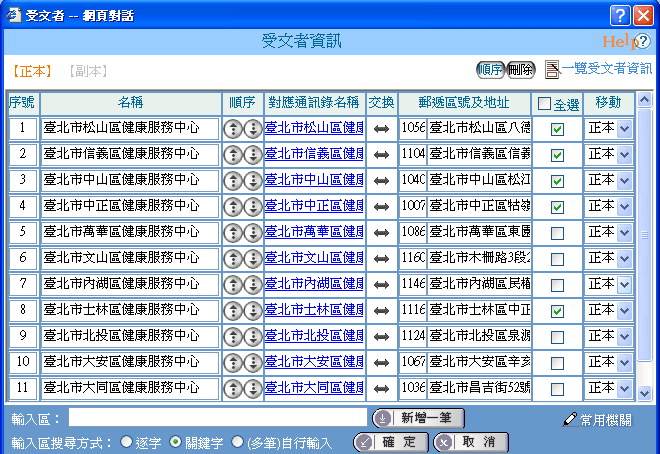 受文者 -- 網頁對話
受文者資訊
Help?
【正本】 【副本】 順序 刪除 一覽受文者資訊
序號 名稱 順序 對應通訊錄名稱 交換 郵遞區號及地址 全選 移動
1 臺北市松山區健康服務中心 臺北市松山區健康 1056 臺北市松山區八德 正本
2 臺北市信義區健康服務中心 臺北市信義區健康 1104 臺北市信義區信義 正本
3 臺北市中山區健康服務中心 臺北市中山區健康 1040 臺北市中山區松江 正本
4 臺北市中正區健康服務中心 臺北市中正區健康 1007 臺北市中正區牯嶺 正本
5 臺北市萬華區健康服務中心 臺北市萬華區健康 1086 臺北市萬華區東園 正本
6 臺北市文山區健康服務中心 臺北市文山區健康 1160 臺北市木柵路3段2 正本
7 臺北市內湖區健康服務中心 臺北市內湖區健康 1146 臺北市內湖區民權 正本
8 臺北市士林區健康服務中心 臺北市士林區健康 1116 臺北市士林區中正 正本
9 臺北市北投區健康服務中心 臺北市北投區健康 1124 臺北市北投區泉源 正本
10 臺北市大安區健康服務中心 臺北市大安區健康 1067 臺北市大安區辛亥 正本
11 臺北市大同區健康服務中心 臺北市大同區健康 1036 臺北市昌吉街52號 正本
輸入區： 新增一筆 常用機關
輸入區搜尋方式： 逐字 關鍵字 (多筆)自行輸入 確 定 取 消